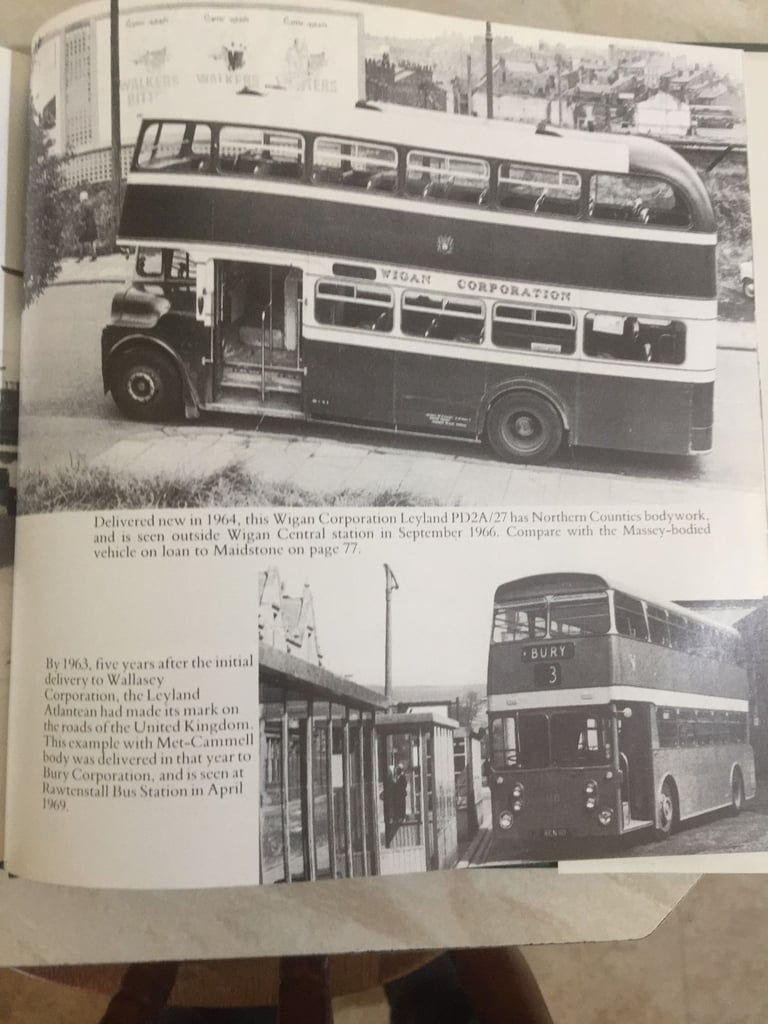 WALKERS
WALKERS
WIGAN CORPORATION
Delivered new in 1964, this Wigan Corporation Leyland PD2A/27 has Northern Counties bodywork,
and is seen outside Wigan Central station in September 1966. Compare with the Massey-bodied
vehicle on loan to Maidstone on page 77.
By 1963, five years after the initial
delivery to Wallasey
Corporation, the Leyland
Atlantean had made its mark on
the roads of the United Kingdom.
This example with Met-Cammell
body was delivered in that year to
Bury Corporation, and is seen at
Rawtenstall Bus Station in April
1969.
BURY
3